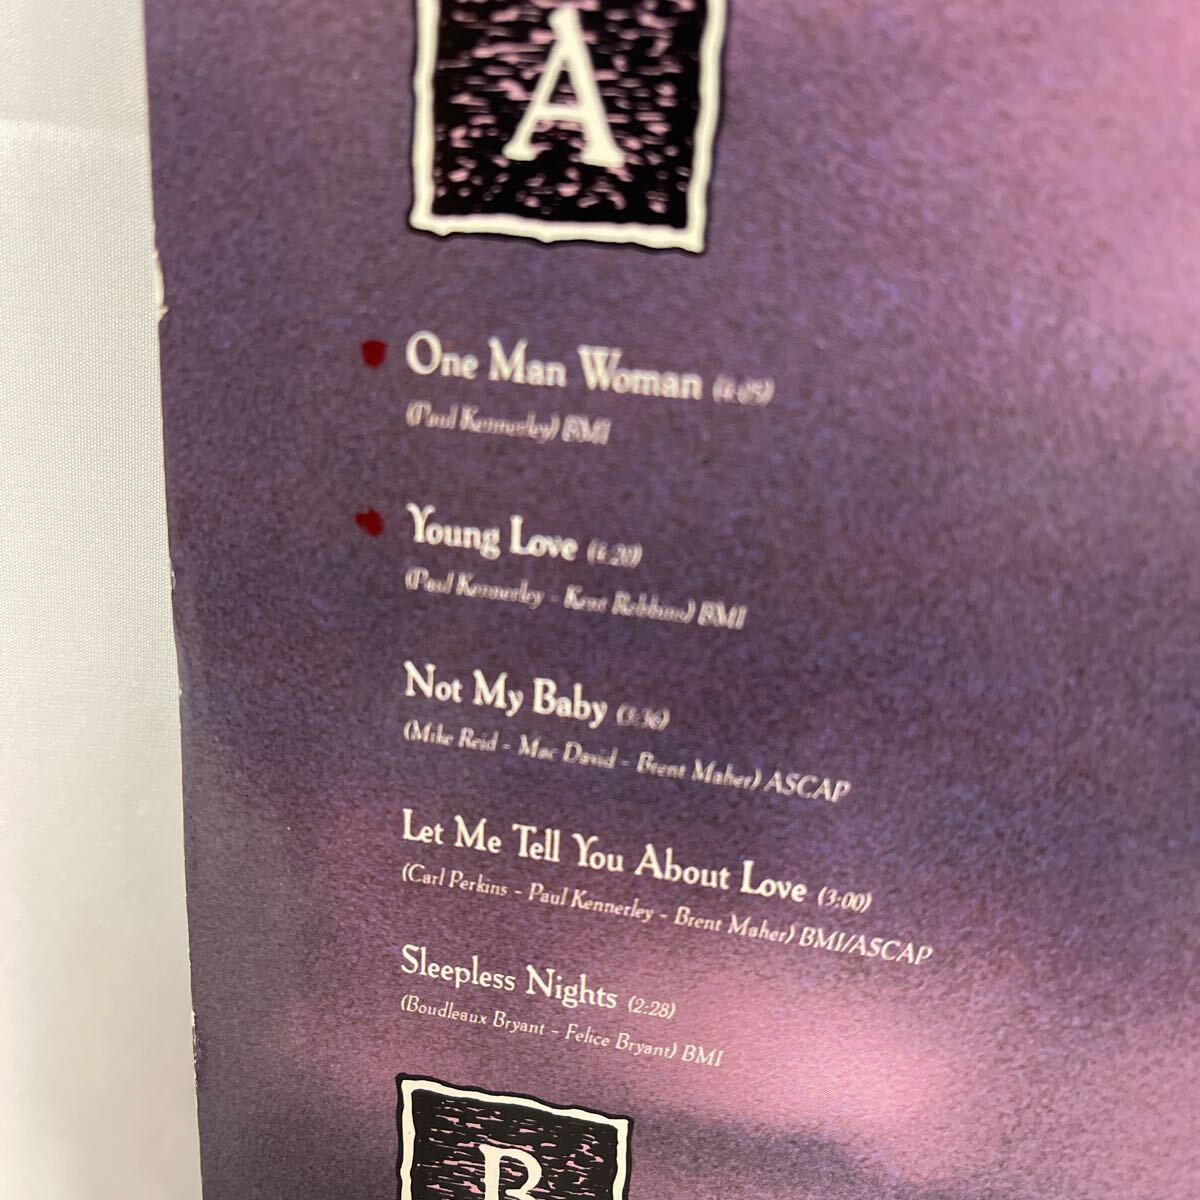 A
One Man Woman (4:05)
(Paul Kennerley) BMI
Young Love (4:20)
(Paul Kennerley - Kent Robbins) BMI
Not My Baby (3:36)
(Mike Reid - Mac David - Brent Maher) ASCAP
Let Me Tell You About Love (3:00)
(Carl Perkins - Paul Kennerley - Brent Maher) BMI/ASCAP
Sleepless Nights (2:28)
(Boudleaux Bryant - Felice Bryant) BMI
B